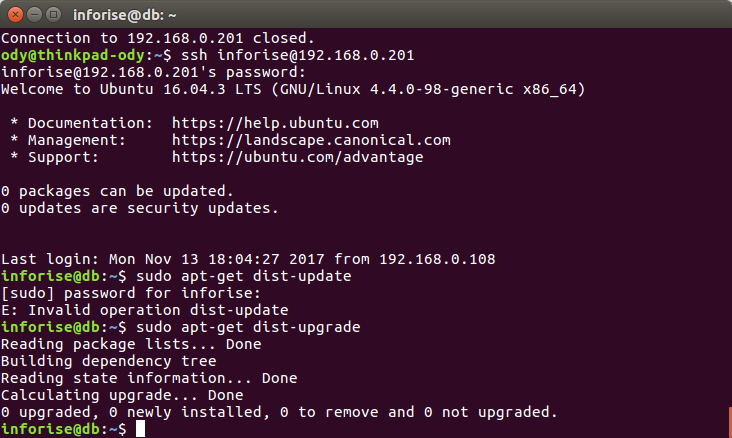 inforise@db: ~
Connection to 192.168.0.201 closed.
ody@thinkpad-ody:~$ ssh inforise@192.168.0.201
inforise@192.168.0.201's password:
Welcome to Ubuntu 16.04.3 LTS (GNU/Linux 4.4.0-98-generic x86_64)
* Documentation:  https://help.ubuntu.com
* Management:     https://landscape.canonical.com
* Support:        https://ubuntu.com/advantage
0 packages can be updated.
0 updates are security updates.
Last login: Mon Nov 13 18:04:27 2017 from 192.168.0.108
inforise@db:~$ sudo apt-get dist-update
[sudo] password for inforise:
E: Invalid operation dist-update
inforise@db:~$ sudo apt-get dist-upgrade
Reading package lists... Done
Building dependency tree
Reading state information... Done
Calculating upgrade... Done
0 upgraded, 0 newly installed, 0 to remove and 0 not upgraded.
inforise@db:~$